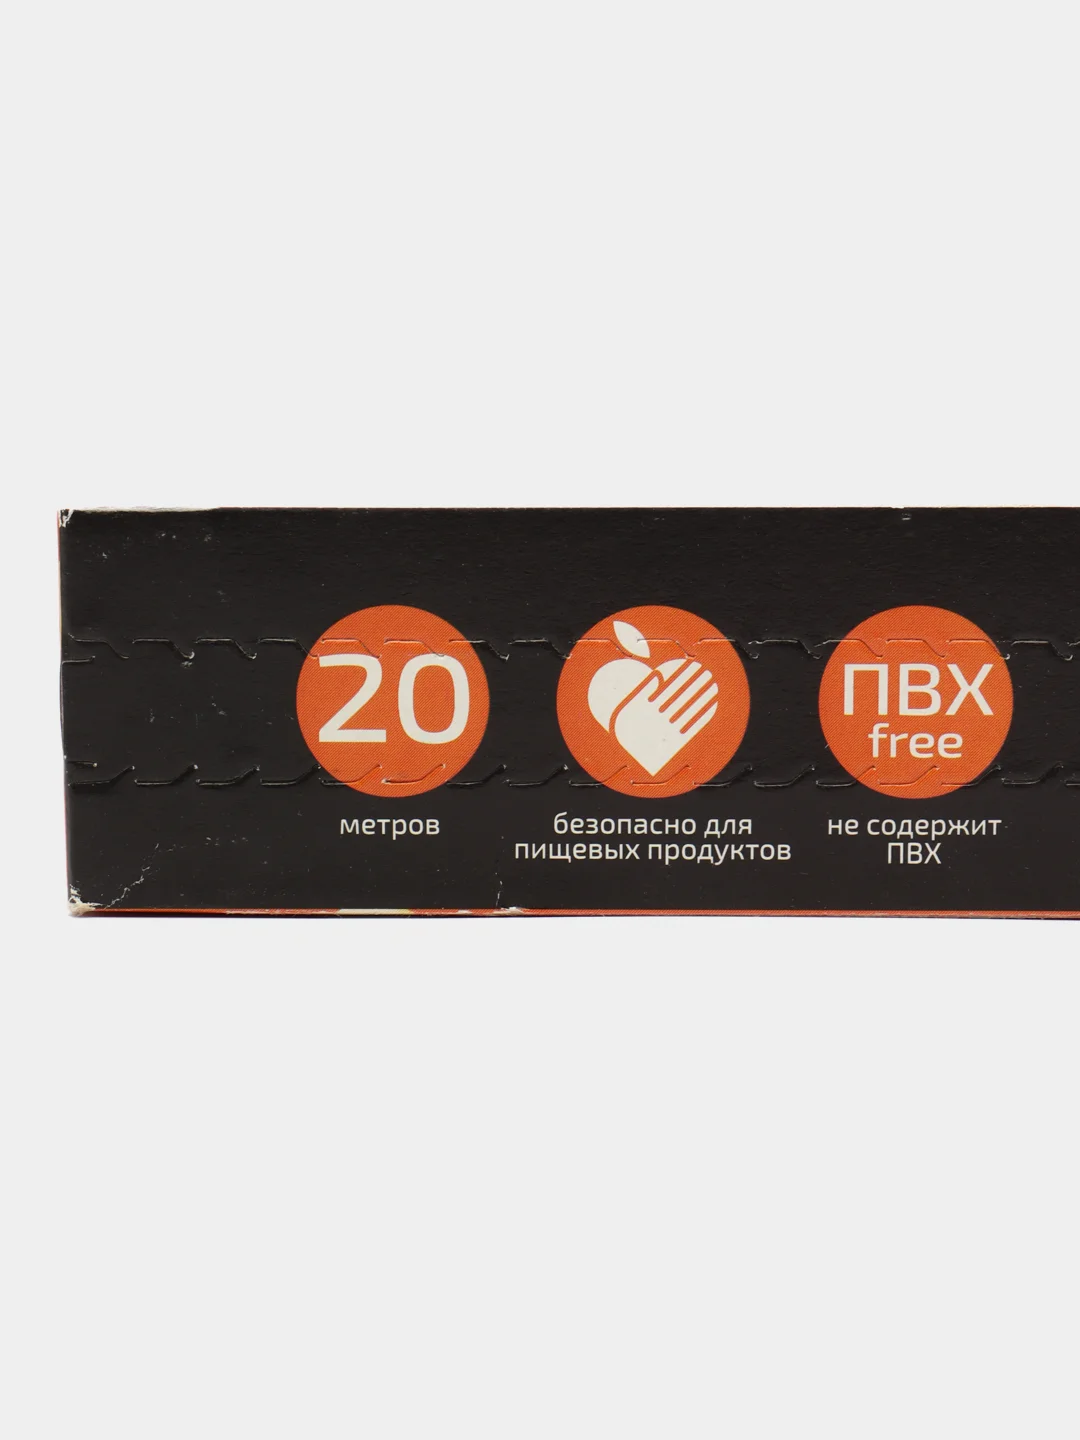 20
метров
безопасно для
пищевых продуктов
ПВХ
free
не содержит
ПВХ